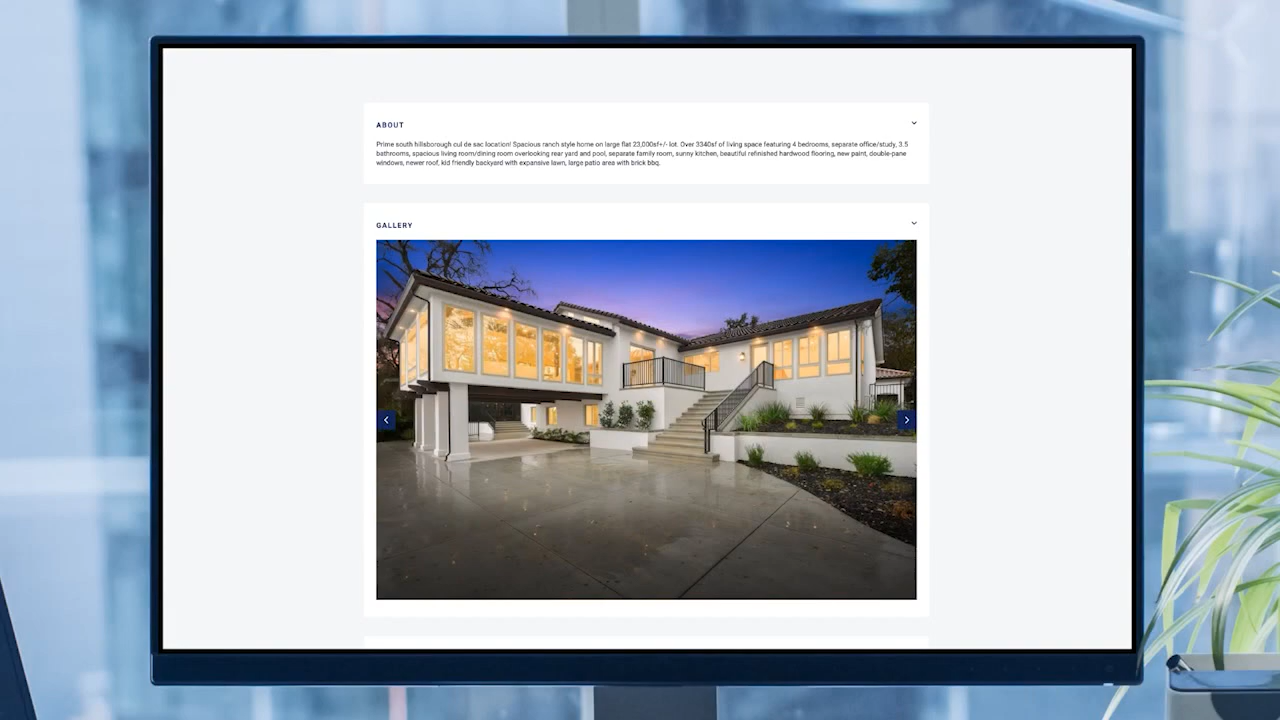 ABOUT
Prime south hillsborough cul de sac location! Spacious ranch style home on large flat 23,000sf+/- lot. Over 3340sf of living space featuring 4 bedrooms, separate office/study, 3.5
bathrooms, spacious living room/dining room overlooking rear yard and pool, separate family room, sunny kitchen, beautiful refinished hardwood flooring, new paint, double-pane
windows, newer roof, kid friendly backyard with expansive lawn, large patio area with brick bbq.
GALLERY